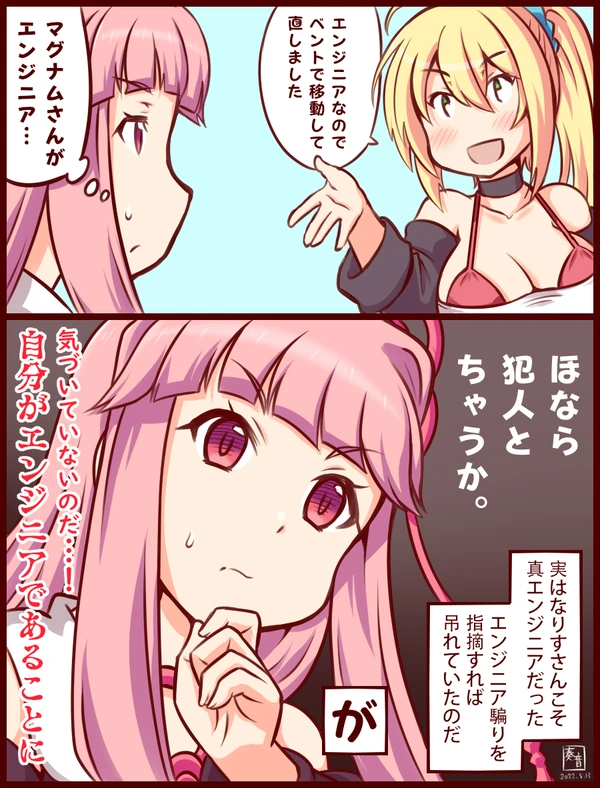 エンジニアなので
ベントで移動して
直しました
マグナムさんが
エンジニア…
ほなら
犯人と
ちゃうか。
実はなりすさんこそ
真エンジニアだった
エンジニア騙りを
指摘すれば
吊れていたのだ
が
気づいていないのだ…!
自分がエンジニアであることに
奏音
2022.5.13